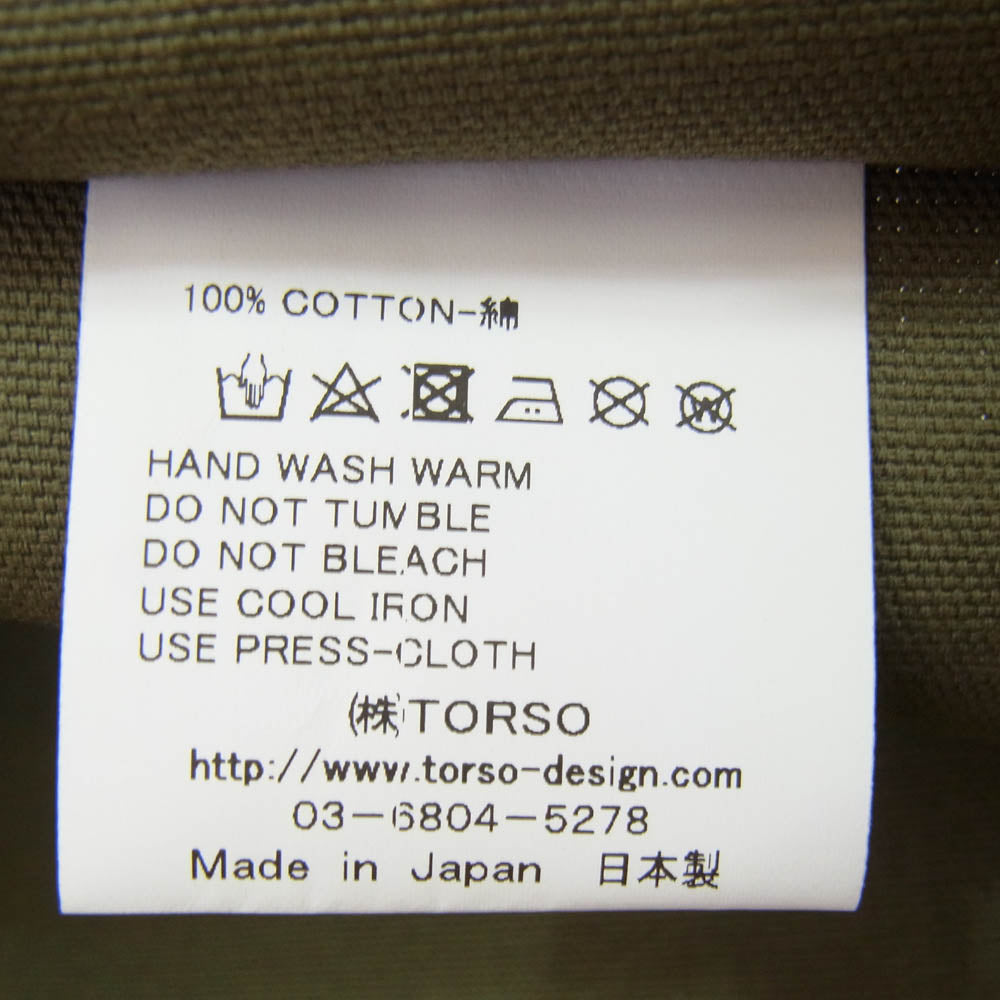 100% COTTON-綿
HAND WASH WARM
DO NOT TUMBLE
DO NOT BLEACH
USE COOL IRON
USE PRESS-CLOTH
(株)TORSO
http://www.torso-design.com
03-6804-5278
Made in Japan 日本製